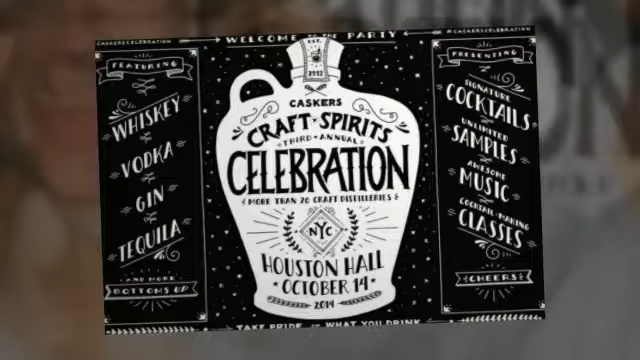 #CASKERSCELEBRATION
WELCOME TO THE PARTY
#CASKERSCELEBRATION
FEATURING
WHISKEY
VODKA
GIN
TEQUILA
AND MORE
BOTTOMS UP
EST.
2012
CASKERS
CRAFT SPIRITS
THIRD ANNUAL
CELEBRATION
MORE THAN 20 CRAFT DISTILLERIES
NYC
HOUSTON HALL
OCTOBER 14
2014
TAKE PRIDE IN WHAT YOU DRINK
PRESENTING
SIGNATURE
COCKTAILS
UNLIMITED
SAMPLES
AWESOME
MUSIC
COCKTAIL-MAKING
CLASSES
CHEERS!